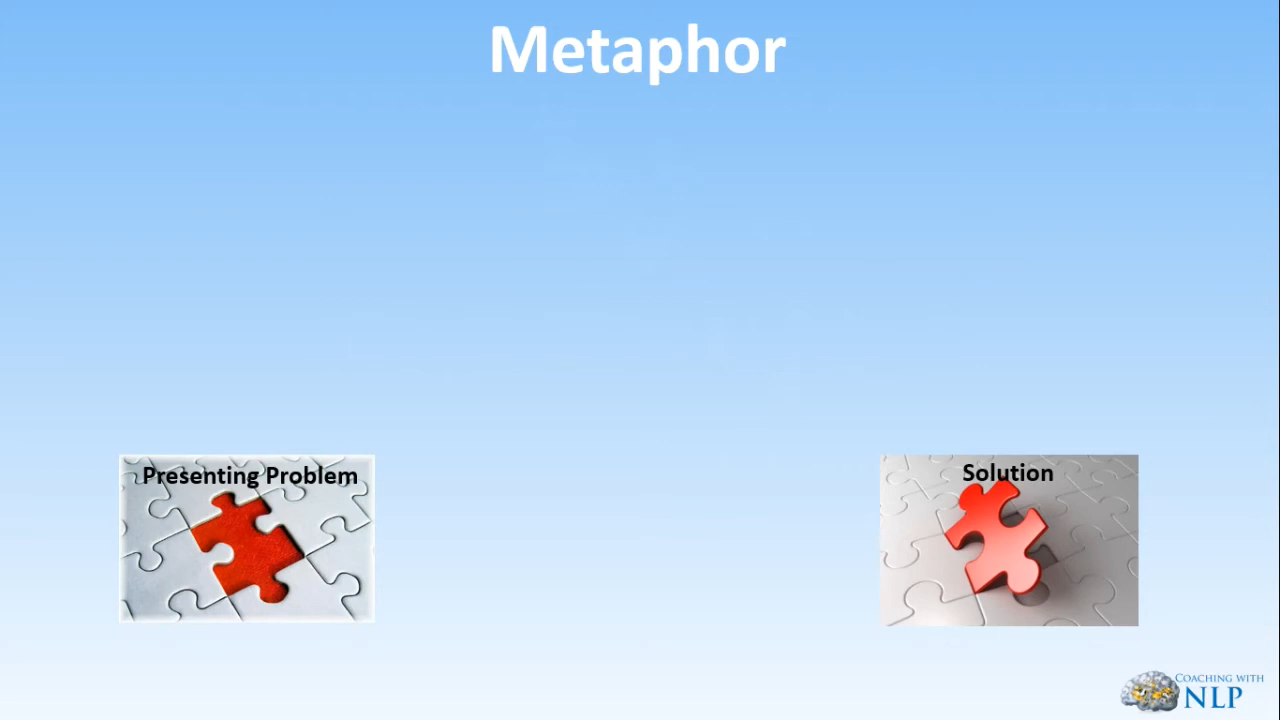 Metaphor
Presenting Problem
Solution
COACHING WITH
NLP